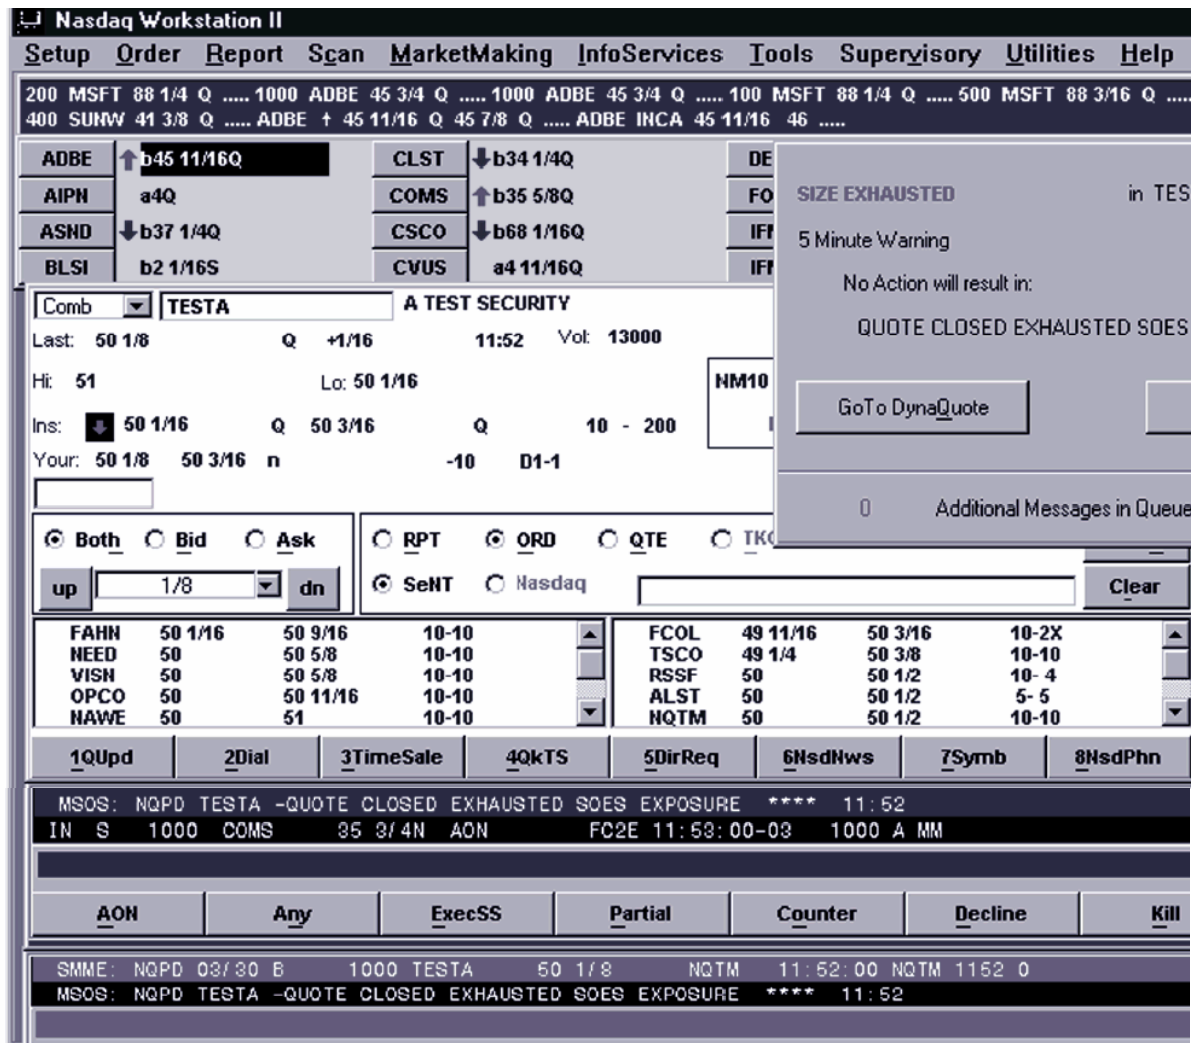 Nasdaq Workstation II
Setup Order Report Scan MarketMaking InfoServices Tools Supervisory Utilities Help
200 MSFT 88 1/4 Q ..... 1000 ADBE 45 3/4 Q ..... 1000 ADBE 45 3/4 Q ..... 100 MSFT 88 1/4 Q ..... 500 MSFT 88 3/16 Q .....
400 SUNW 41 3/8 Q ..... ADBE ↑ 45 11/16 Q 45 7/8 Q ..... ADBE INCA 45 11/16 46 .....
ADBE ↑b45 11/16Q CLST ↓b34 1/4Q DE
AIPN a4Q COMS ↑b35 5/8Q FO
ASND ↓b37 1/4Q CSCO ↓b68 1/16Q
BLSI b2 1/16S CVUS a4 11/16Q
SIZE EXHAUSTED in TES
5 Minute Warning
No Action will result in:
QUOTE CLOSED EXHAUSTED SOES
GoTo DynaQuote
0 Additional Messages in Queue
Comb TESTA A TEST SECURITY
Last: 50 1/8 Q +1/16 11:52 Vol: 13000
Hi: 51 Lo: 50 1/16 NM10
Ins: ↓ 50 1/16 Q 50 3/16 Q 10 - 200
Your: 50 1/8 50 3/16 n -10 D1-1
Both Bid Ask RPT ORD QTE
up 1/8 dn SeNT Nasdaq Clear
FAHN 50 1/16 50 9/16 10-10 FCOL 49 11/16 50 3/16 10-2X
NEED 50 50 5/8 10-10 TSCO 49 1/4 50 3/8 10-10
VISN 50 50 5/8 10-10 RSSF 50 50 1/2 10- 4
OPCO 50 50 11/16 10-10 ALST 50 50 1/2 5- 5
NAWE 50 51 10-10 NQTM 50 50 1/2 10-10
1QUpd 2Dial 3TimeSale 4QkTS 5DirReq 6NsdNws 7Symb 8NsdPhn
MSOS: NQPD TESTA -QUOTE CLOSED EXHAUSTED SOES EXPOSURE **** 11:52
IN S 1000 COMS 35 3/4N AON FC2E 11:53:00-03 1000 A MM
AON Any ExecSS Partial Counter Decline Kill
SMME: NQPD 03/30 B 1000 TESTA 50 1/8 NQTM 11:52:00 NQTM 1152 0
MSOS: NQPD TESTA -QUOTE CLOSED EXHAUSTED SOES EXPOSURE **** 11:52